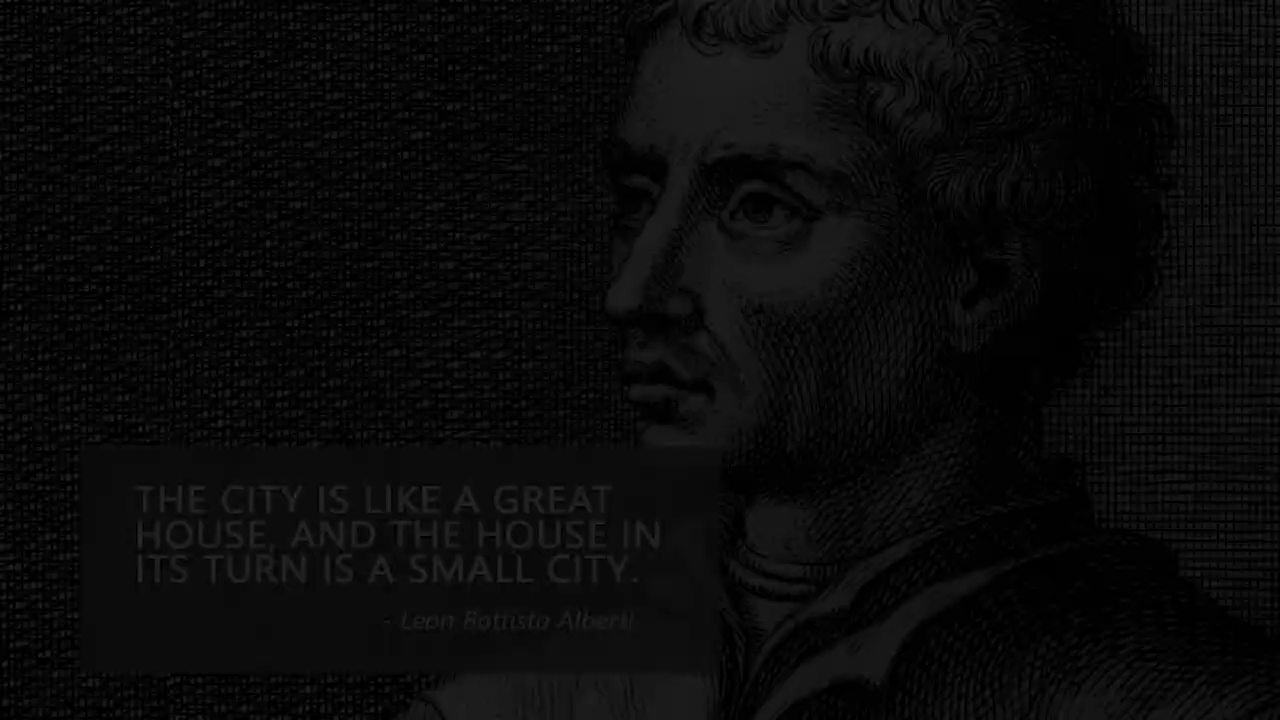 THE CITY IS LIKE A GREAT
HOUSE, AND THE HOUSE IN
ITS TURN IS A SMALL CITY.
- Leon Battista Alberti